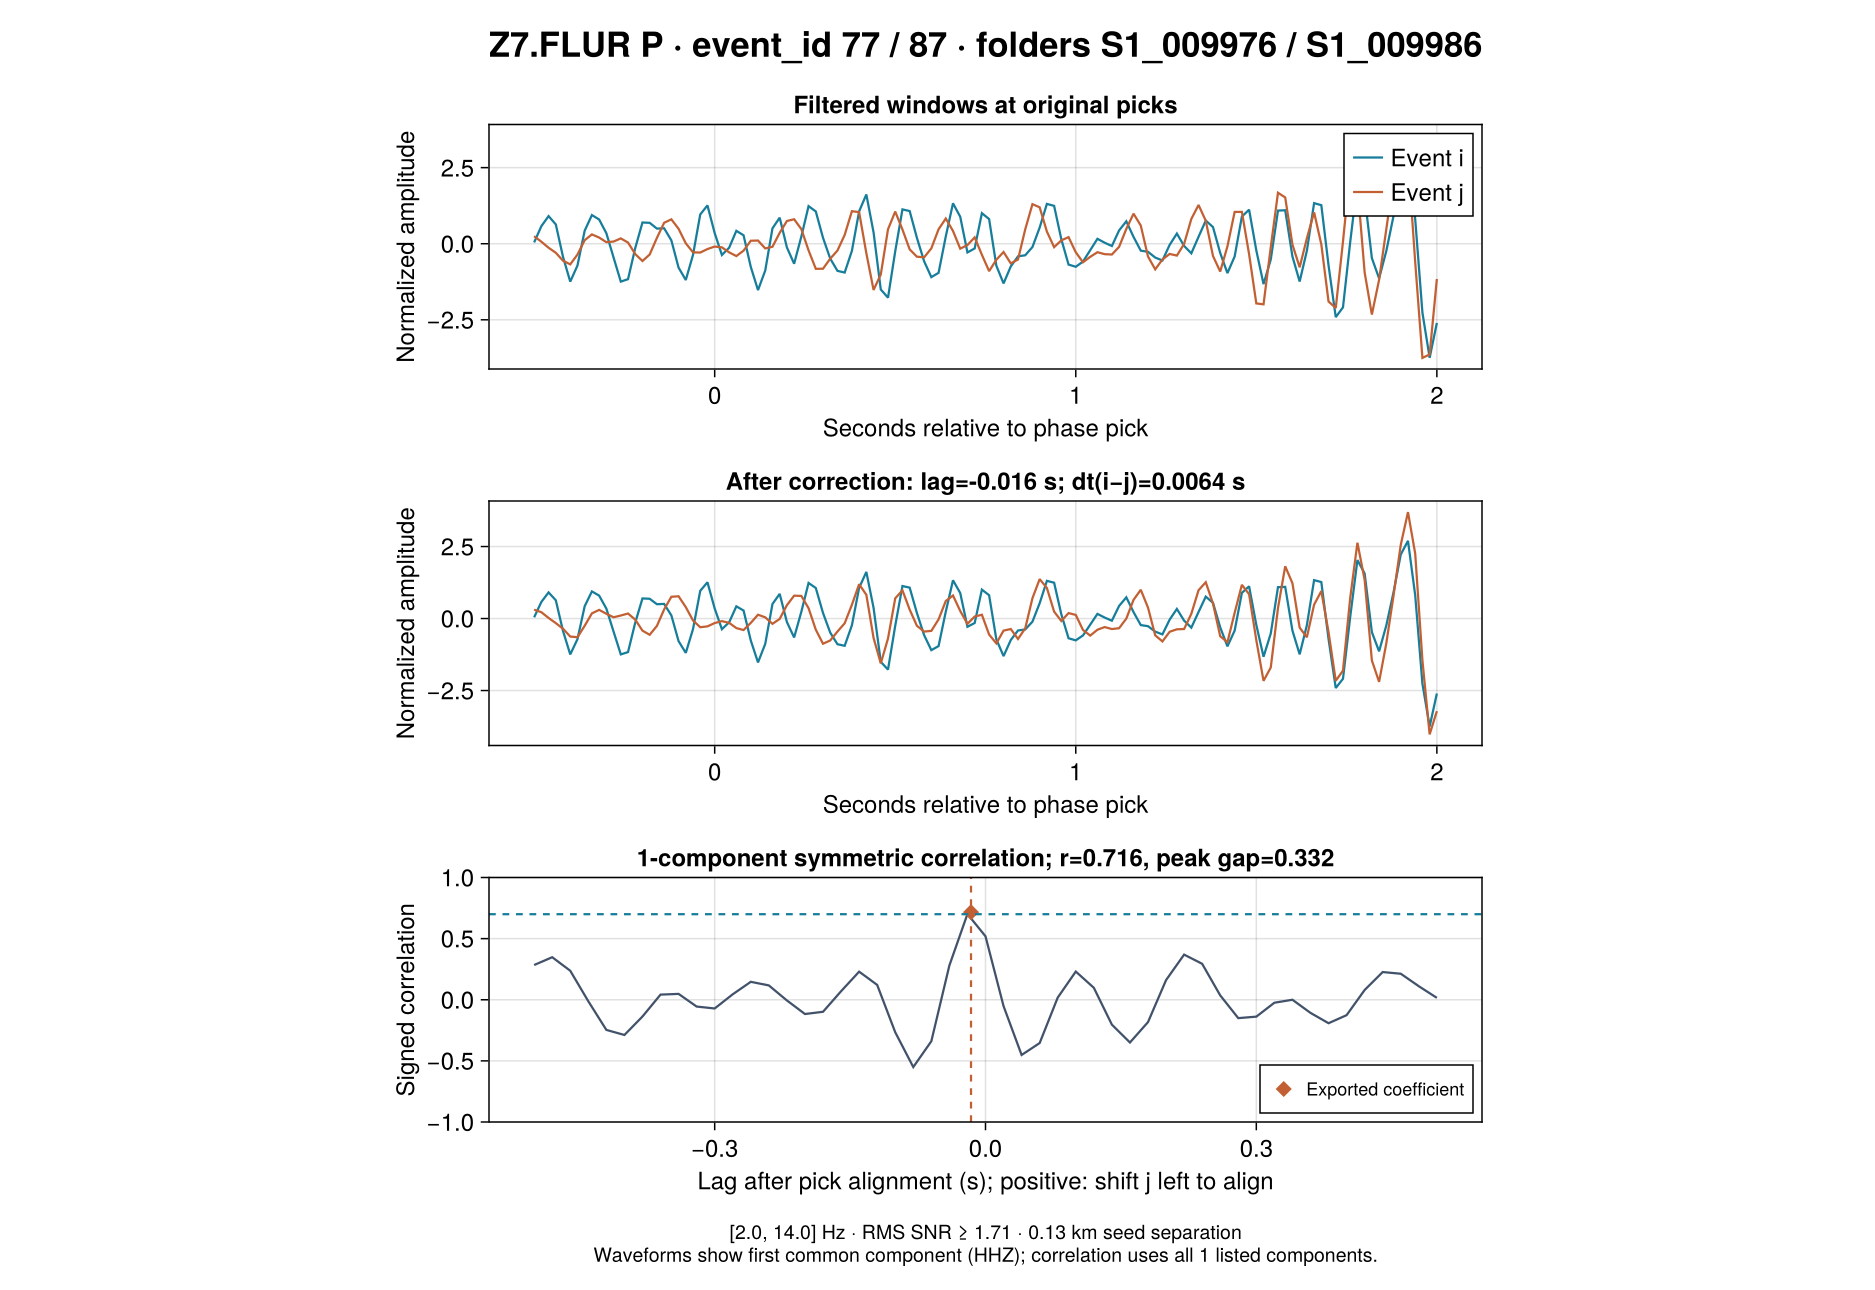 Z7.FLUR P · event_id 77 / 87 · folders S1_009976 / S1_009986
Filtered windows at original picks
Normalized amplitude
2.5
0.0
−2.5
Event i
Event j
0
1
2
Seconds relative to phase pick
After correction: lag=-0.016 s; dt(i−j)=0.0064 s
Normalized amplitude
2.5
0.0
−2.5
0
1
2
Seconds relative to phase pick
1-component symmetric correlation; r=0.716, peak gap=0.332
Signed correlation
1.0
0.5
0.0
−0.5
−1.0
Exported coefficient
−0.3
0.0
0.3
Lag after pick alignment (s); positive: shift j left to align
[2.0, 14.0] Hz · RMS SNR ≥ 1.71 · 0.13 km seed separation
Waveforms show first common component (HHZ); correlation uses all 1 listed components.